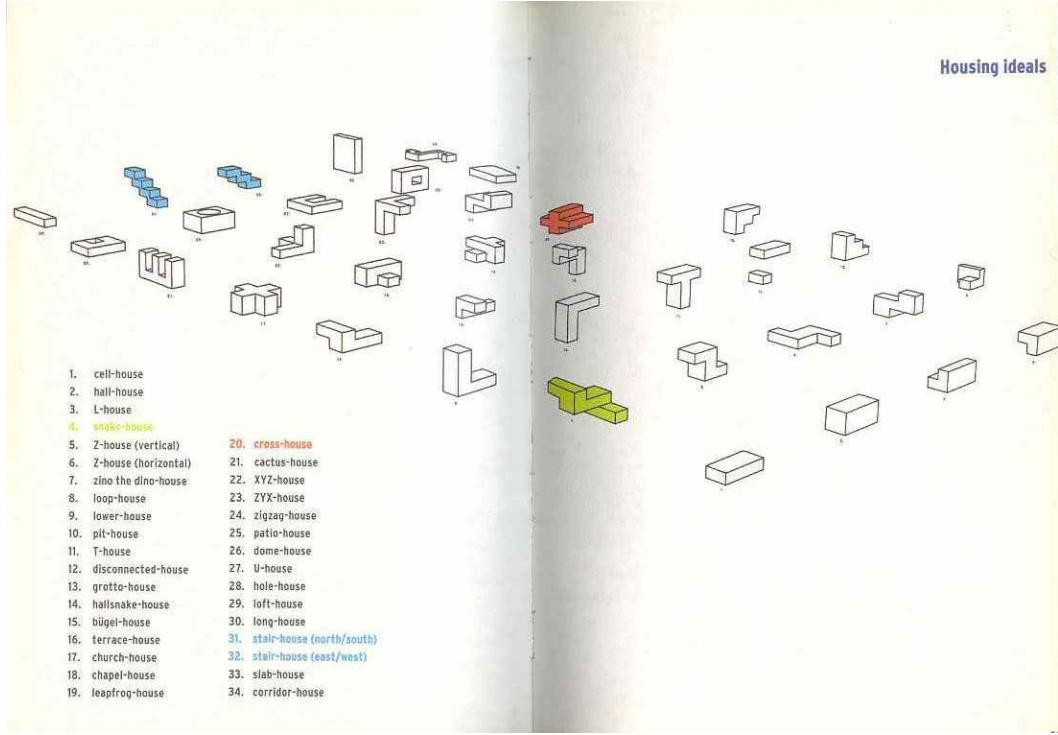 Housing ideals
1. cell-house
2. hall-house
3. L-house
4. snake-house
5. Z-house (vertical)
6. Z-house (horizontal)
7. zino the dino-house
8. loop-house
9. lower-house
10. pit-house
11. T-house
12. disconnected-house
13. grotto-house
14. hallsnake-house
15. bügel-house
16. terrace-house
17. church-house
18. chapel-house
19. leapfrog-house
20. cross-house
21. cactus-house
22. XYZ-house
23. ZYX-house
24. zigzag-house
25. patio-house
26. dome-house
27. U-house
28. hole-house
29. loft-house
30. long-house
31. stair-house (north/south)
32. stair-house (east/west)
33. slab-house
34. corridor-house